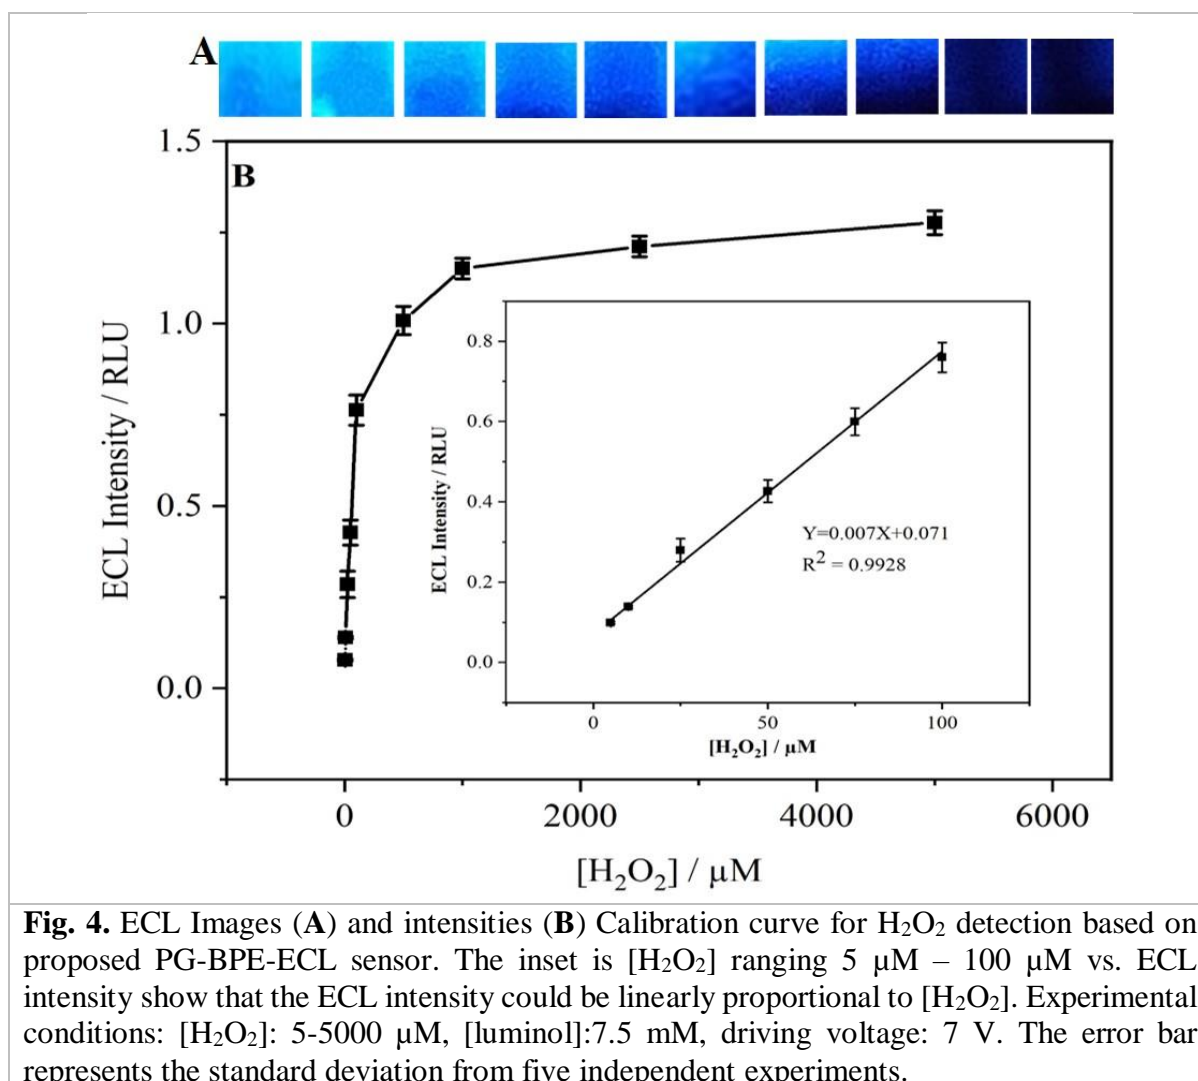 A
B
1.5
1.0
0.5
0.0
ECL Intensity / RLU
0
2000
4000
6000
[H₂O₂] / μM
0.8
0.6
0.4
0.2
0.0
ECL Intensity / RLU
Y=0.007X+0.071
R² = 0.9928
0
50
100
[H₂O₂] / μM
Fig. 4. ECL Images (A) and intensities (B) Calibration curve for H₂O₂ detection based on
proposed PG-BPE-ECL sensor. The inset is [H₂O₂] ranging 5 μM – 100 μM vs. ECL
intensity show that the ECL intensity could be linearly proportional to [H₂O₂]. Experimental
conditions: [H₂O₂]: 5-5000 μM, [luminol]:7.5 mM, driving voltage: 7 V. The error bar
represents the standard deviation from five independent experiments.